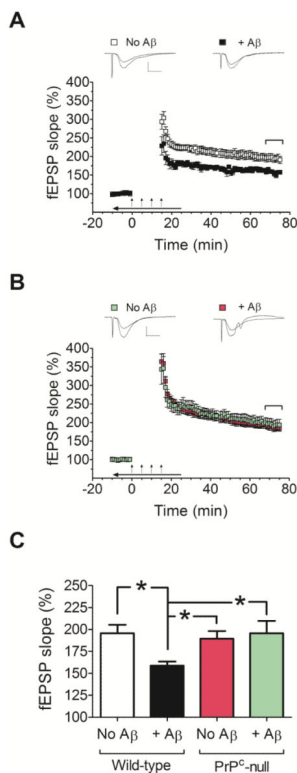 A
No Aβ
+ Aβ
fEPSP slope (%)
400
350
300
250
200
150
100
50
-20
0
20
40
60
80
Time (min)
B
No Aβ
+ Aβ
fEPSP slope (%)
400
350
300
250
200
150
100
50
-20
0
20
40
60
80
Time (min)
C
fEPSP slope (%)
250
225
200
175
150
125
100
*
*
*
No Aβ
+ Aβ
No Aβ
+ Aβ
Wild-type
PrPᶜ-null